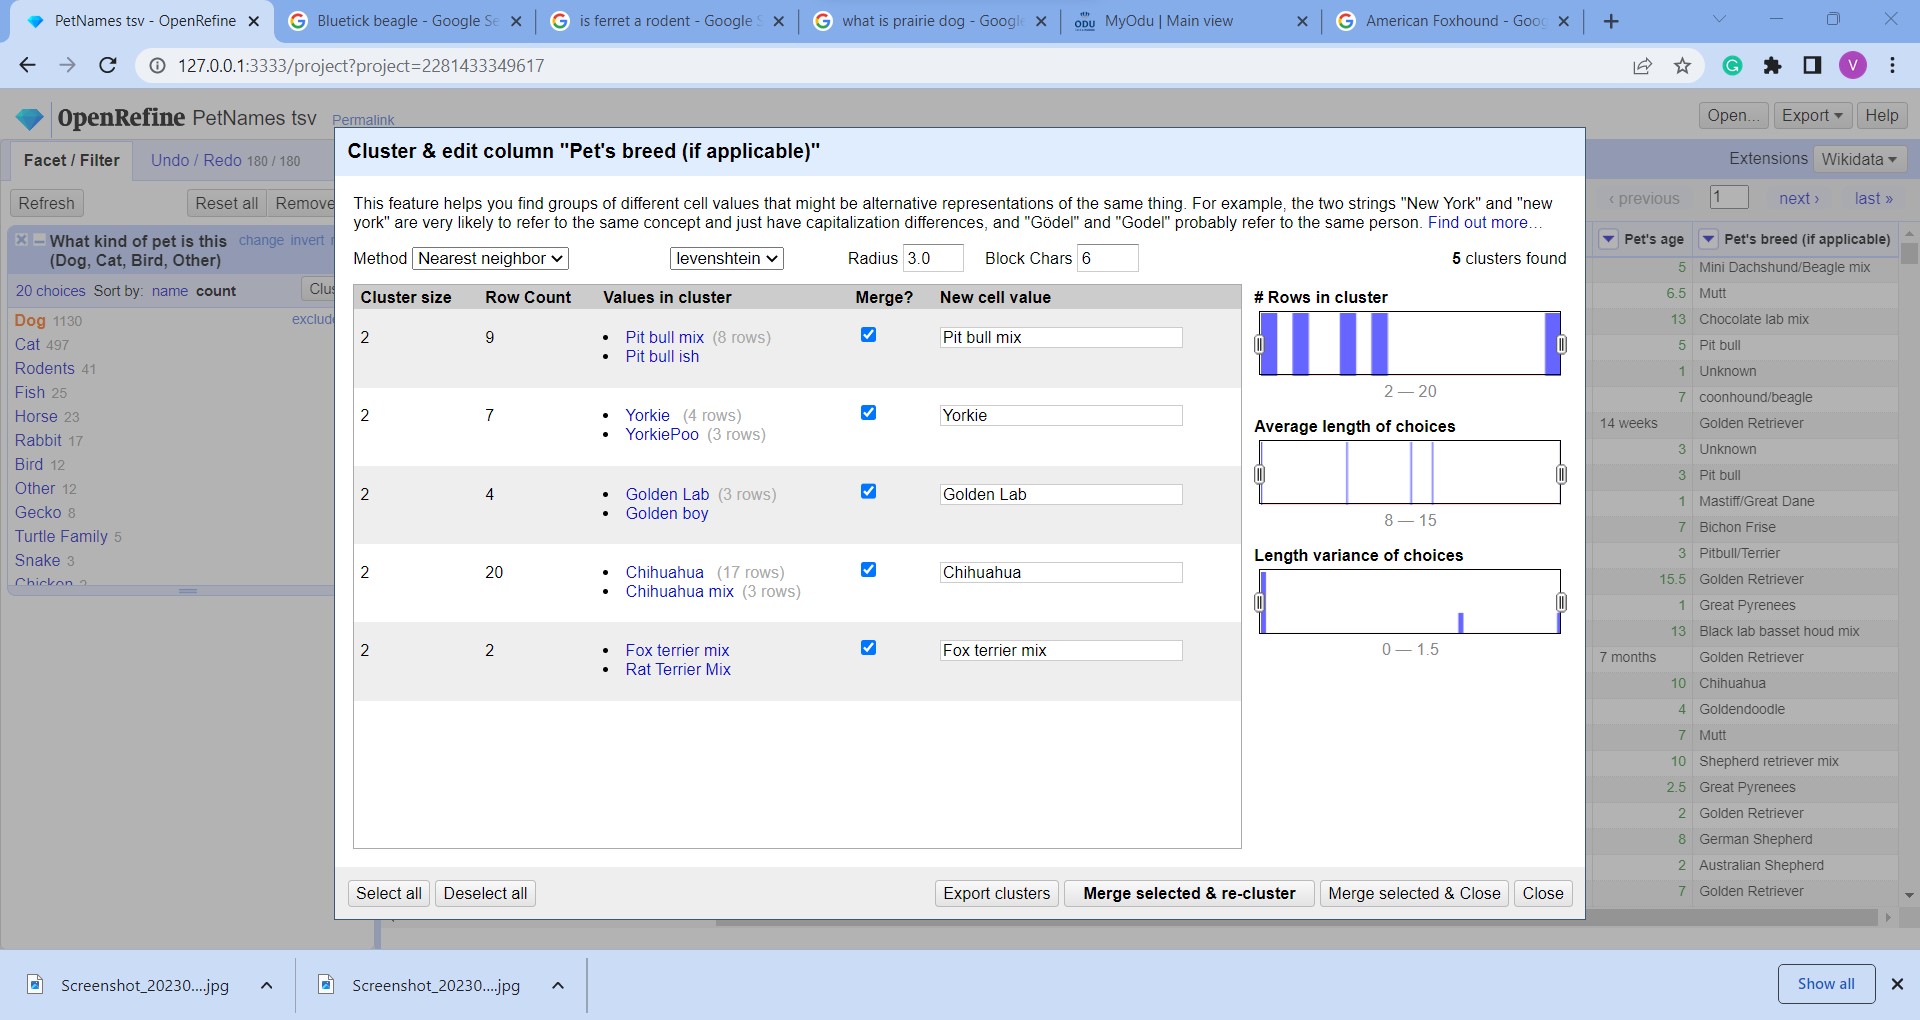 PetNames tsv - OpenRefine
Bluetick beagle - Google Se
is ferret a rodent - Google S
what is prairie dog - Google
ODU
MyOdu | Main view
American Foxhound - Goog
127.0.0.1:3333/project?project=2281433349617
G
V
OpenRefine PetNames tsv Permalink
Open... Export Help
Facet / Filter
Undo / Redo 180 / 180
Extensions Wikidata
Refresh
Reset all
Remove
‹ previous 1 next › last »
What kind of pet is this (Dog, Cat, Bird, Other)
change invert
20 choices Sort by: name count
Clus
Dog 1130
exclude
Cat 497
Rodents 41
Fish 25
Horse 23
Rabbit 17
Bird 12
Other 12
Gecko 8
Turtle Family 5
Snake 3
Chicken 2
Cluster & edit column "Pet's breed (if applicable)"
This feature helps you find groups of different cell values that might be alternative representations of the same thing. For example, the two strings "New York" and "new
york" are very likely to refer to the same concept and just have capitalization differences, and "Gödel" and "Godel" probably refer to the same person. Find out more...
Method Nearest neighbor levenshtein Radius 3.0 Block Chars 6
5 clusters found
Cluster size Row Count Values in cluster Merge? New cell value
2 9 Pit bull mix (8 rows) Pit bull mix
Pit bull ish
2 7 Yorkie (4 rows) Yorkie
YorkiePoo (3 rows)
2 4 Golden Lab (3 rows) Golden Lab
Golden boy
2 20 Chihuahua (17 rows) Chihuahua
Chihuahua mix (3 rows)
2 2 Fox terrier mix Fox terrier mix
Rat Terrier Mix
# Rows in cluster
2 — 20
Average length of choices
8 — 15
Length variance of choices
0 — 1.5
Select all Deselect all Export clusters Merge selected & re-cluster Merge selected & Close Close
Pet's age Pet's breed (if applicable)
5 Mini Dachshund/Beagle mix
6.5 Mutt
13 Chocolate lab mix
5 Pit bull
1 Unknown
7 coonhound/beagle
14 weeks Golden Retriever
3 Unknown
3 Pit bull
1 Mastiff/Great Dane
7 Bichon Frise
3 Pitbull/Terrier
15.5 Golden Retriever
1 Great Pyrenees
13 Black lab basset houd mix
7 months Golden Retriever
10 Chihuahua
4 Goldendoodle
7 Mutt
10 Shepherd retriever mix
2.5 Great Pyrenees
2 Golden Retriever
8 German Shepherd
2 Australian Shepherd
7 Golden Retriever
Screenshot_20230....jpg
Screenshot_20230....jpg
Show all